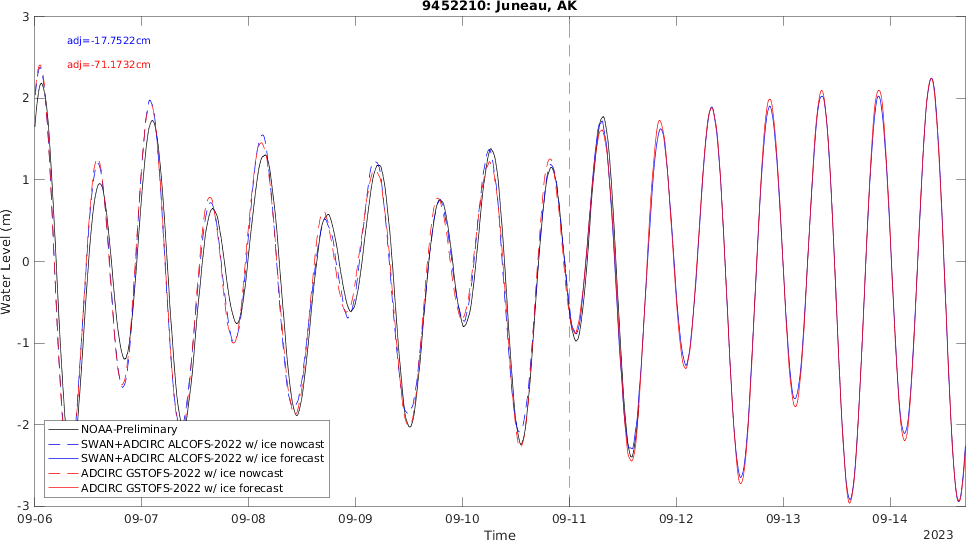 9452210: Juneau, AK
adj=-17.7522cm
adj=-71.1732cm
Water Level (m)
3
2
1
0
-1
-2
-3
NOAA-Preliminary
SWAN+ADCIRC ALCOFS-2022 w/ ice nowcast
SWAN+ADCIRC ALCOFS-2022 w/ ice forecast
ADCIRC GSTOFS-2022 w/ ice nowcast
ADCIRC GSTOFS-2022 w/ ice forecast
09-06 09-07 09-08 09-09 09-10 09-11 09-12 09-13 09-14
Time
2023